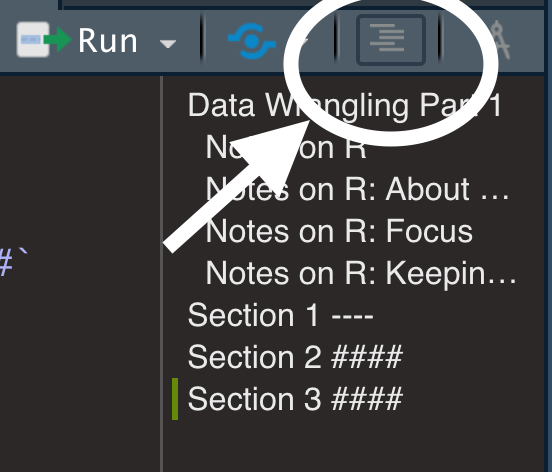 Run
Data Wrangling Part 1
Notes on R
Notes on R: About …
#`
Notes on R: Focus
Notes on R: Keepin…
Section 1 ----
Section 2 ####
Section 3 ####